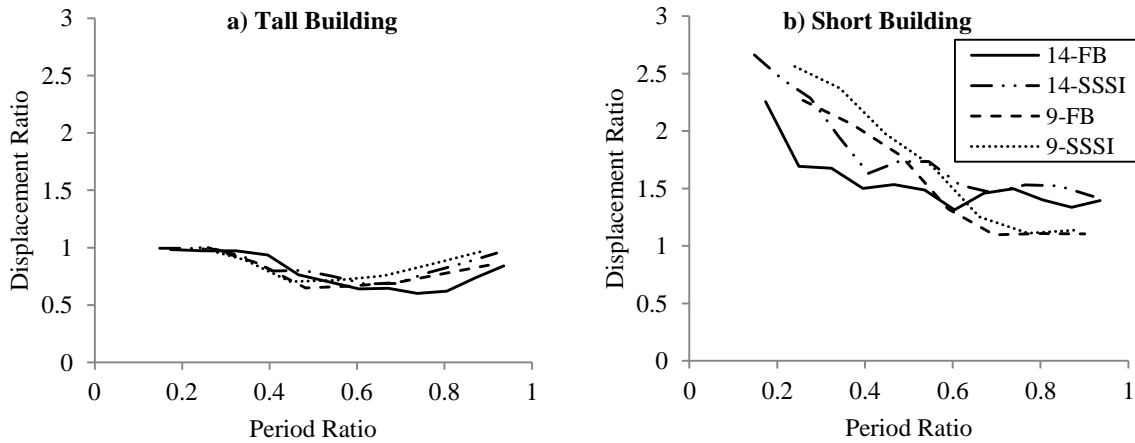 a) Tall Building
3
2.5
2
1.5
1
0.5
0
Displacement Ratio
0 0.2 0.4 0.6 0.8 1
Period Ratio
b) Short Building
3
2.5
2
1.5
1
0.5
0
Displacement Ratio
0 0.2 0.4 0.6 0.8 1
Period Ratio
14-FB
14-SSSI
9-FB
9-SSSI